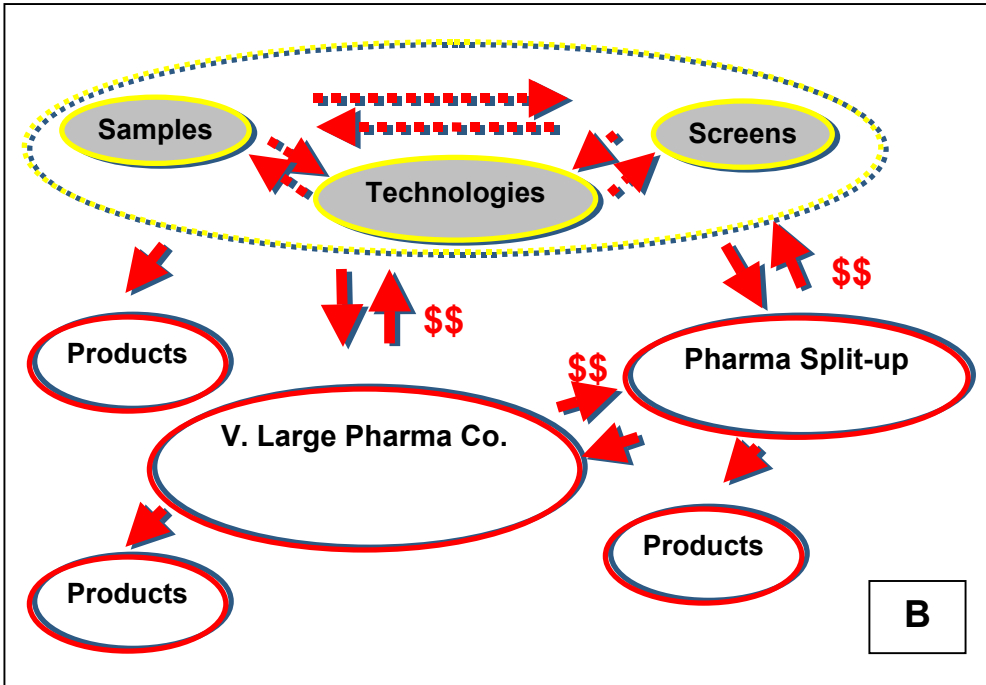 Samples
Screens
Technologies
$$
$$
Products
Pharma Split-up
$$
V. Large Pharma Co.
Products
Products
B